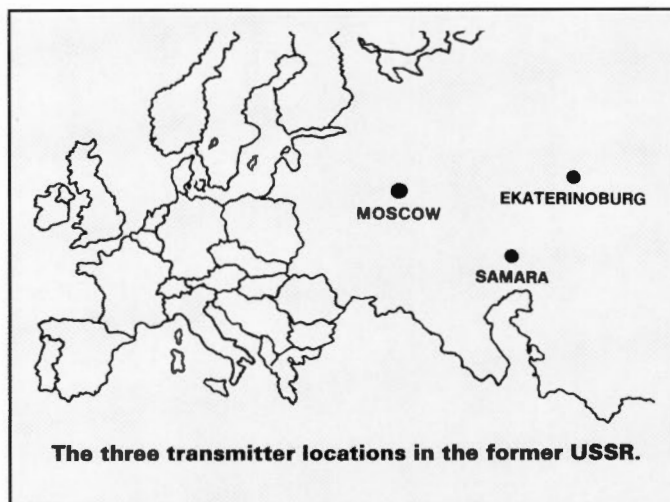 MOSCOW
EKATERINOBURG
SAMARA
The three transmitter locations in the former USSR.